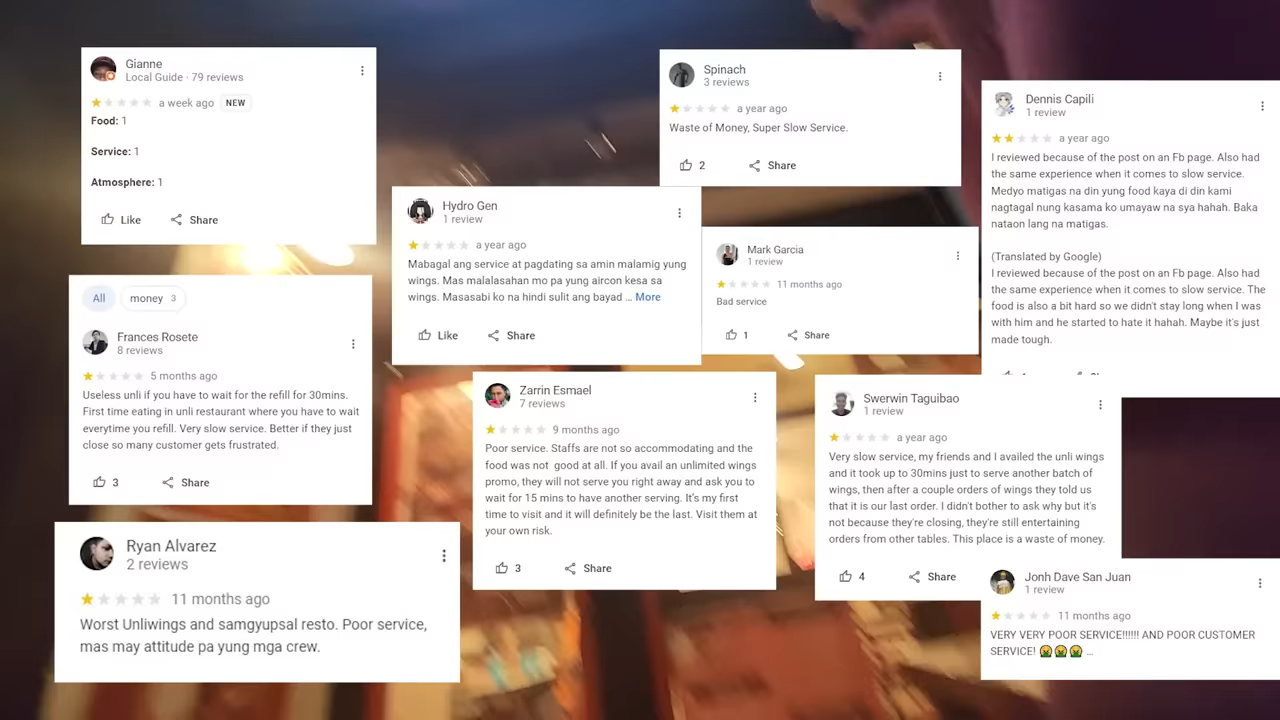 Gianne
Local Guide · 79 reviews
a week ago NEW
Food: 1
Service: 1
Atmosphere: 1
Like Share
All money 3
Frances Rosete
8 reviews
5 months ago
Useless unli if you have to wait for the refill for 30mins.
First time eating in unli restaurant where you have to wait
everytime you refill. Very slow service. Better if they just
close so many customer gets frustrated.
3 Share
Ryan Alvarez
2 reviews
11 months ago
Worst Unliwings and samgyupsal resto. Poor service,
mas may attitude pa yung mga crew.
Hydro Gen
1 review
a year ago
Mabagal ang service at pagdating sa amin malamig yung
wings. Mas malalasahan mo pa yung aircon kesa sa
wings. Masasabi ko na hindi sulit ang bayad ... More
Like Share
Zarrin Esmael
7 reviews
9 months ago
Poor service. Staffs are not so accommodating and the
food was not good at all. If you avail an unlimited wings
promo, they will not serve you right away and ask you to
wait for 15 mins to have another serving. It's my first
time to visit and it will definitely be the last. Visit them at
your own risk.
3 Share
Spinach
3 reviews
a year ago
Waste of Money, Super Slow Service.
2 Share
Mark Garcia
1 review
11 months ago
Bad service
1 Share
Swerwin Taguibao
1 review
a year ago
Very slow service, my friends and I availed the unli wings
and it took up to 30mins just to serve another batch of
wings, then after a couple orders of wings they told us
that it is our last order. I didn't bother to ask why but it's
not because they're closing, they're still entertaining
orders from other tables. This place is a waste of money.
4 Share
Dennis Capili
1 review
a year ago
I reviewed because of the post on an Fb page. Also had
the same experience when it comes to slow service.
Medyo matigas na din yung food kaya di din kami
nagtagal nung kasama ko umayaw na sya hahah. Baka
nataon lang na matigas.
(Translated by Google)
I reviewed because of the post on an Fb page. Also had
the same experience when it comes to slow service. The
food is also a bit hard so we didn't stay long when I was
with him and he started to hate it hahah. Maybe it's just
made tough.
Jonh Dave San Juan
1 review
11 months ago
VERY VERY POOR SERVICE!!!!!! AND POOR CUSTOMER
SERVICE! 🤮🤮🤮 ...